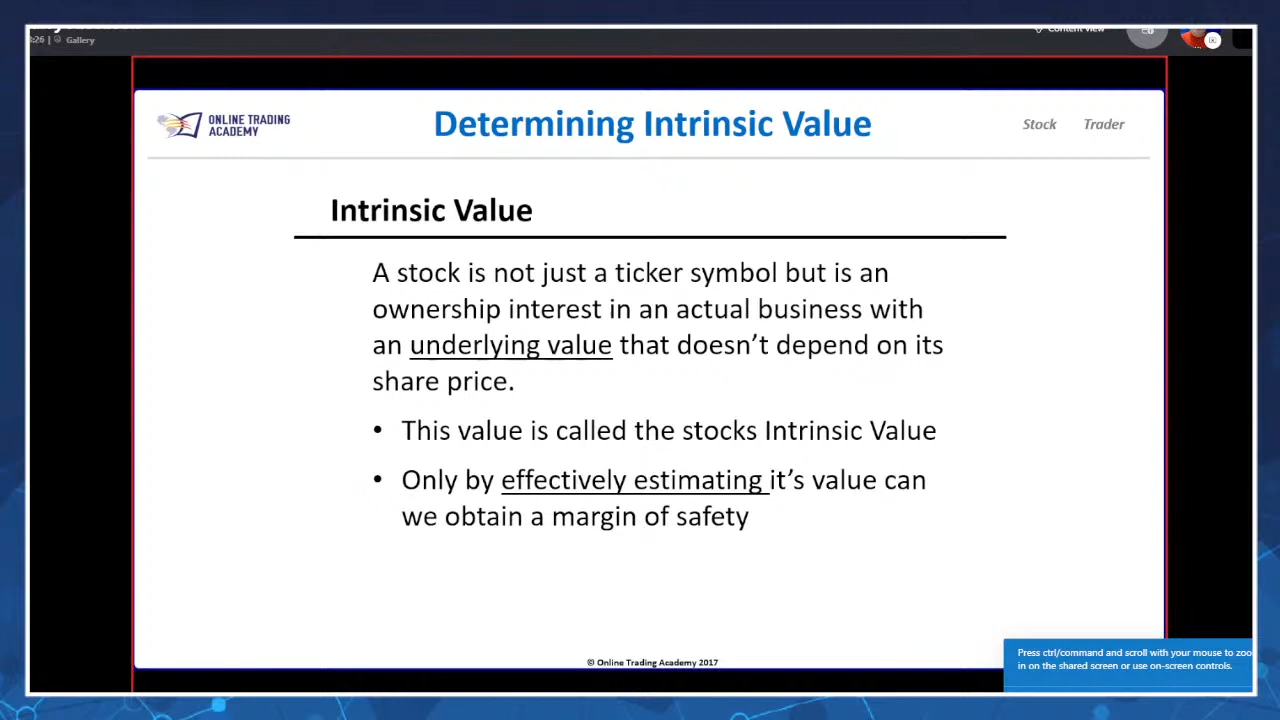 :26 | Gallery
Content view
ONLINE TRADING
ACADEMY
Determining Intrinsic Value
Stock Trader
Intrinsic Value
A stock is not just a ticker symbol but is an
ownership interest in an actual business with
an underlying value that doesn’t depend on its
share price.
• This value is called the stocks Intrinsic Value
• Only by effectively estimating it’s value can
we obtain a margin of safety
© Online Trading Academy 2017
Press ctrl/command and scroll with your mouse to zoo
in on the shared screen or use on-screen controls.